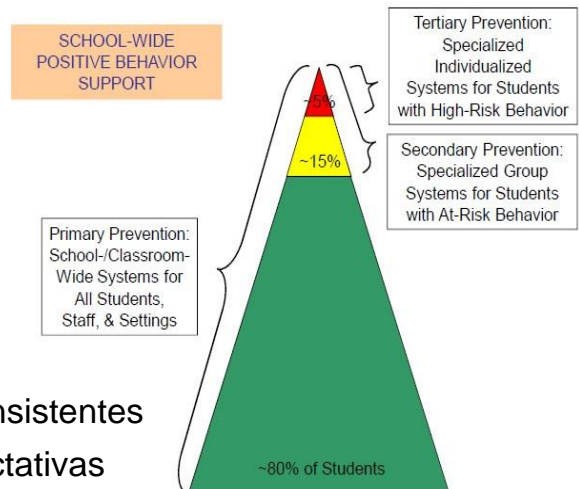 SCHOOL-WIDE
POSITIVE BEHAVIOR
SUPPORT
Tertiary Prevention:
Specialized
Individualized
Systems for Students
with High-Risk Behavior
~5%
~15%
Secondary Prevention:
Specialized Group
Systems for Students
with At-Risk Behavior
Primary Prevention:
School-/Classroom-
Wide Systems for
All Students,
Staff, & Settings
nsistentes
ctativas
~80% of Students